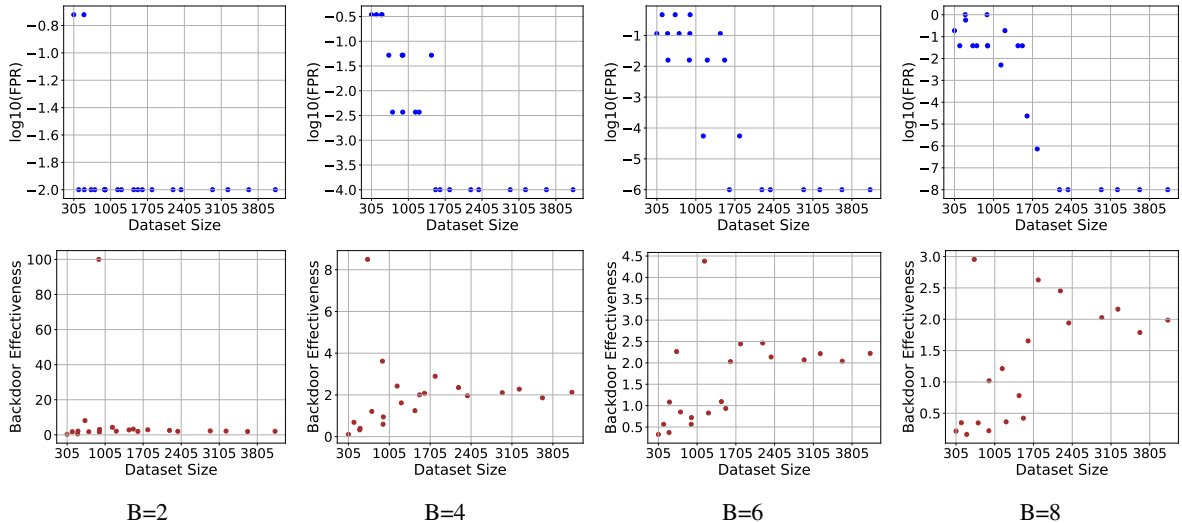 −0.8
−1.0
−1.2
−1.4
−1.6
−1.8
−2.0
log10(FPR)
305 1005 1705 2405 3105 3805
Dataset Size
−0.5
−1.0
−1.5
−2.0
−2.5
−3.0
−3.5
−4.0
log10(FPR)
305 1005 1705 2405 3105 3805
Dataset Size
0
−1
−2
−3
−4
−5
−6
log10(FPR)
305 1005 1705 2405 3105 3805
Dataset Size
0
−1
−2
−3
−4
−5
−6
−7
−8
log10(FPR)
305 1005 1705 2405 3105 3805
Dataset Size
100
80
60
40
20
0
Backdoor Effectiveness
305 1005 1705 2405 3105 3805
Dataset Size
8
6
4
2
0
Backdoor Effectiveness
305 1005 1705 2405 3105 3805
Dataset Size
4.5
4.0
3.5
3.0
2.5
2.0
1.5
1.0
0.5
Backdoor Effectiveness
305 1005 1705 2405 3105 3805
Dataset Size
3.0
2.5
2.0
1.5
1.0
0.5
Backdoor Effectiveness
305 1005 1705 2405 3105 3805
Dataset Size
B=2 B=4 B=6 B=8